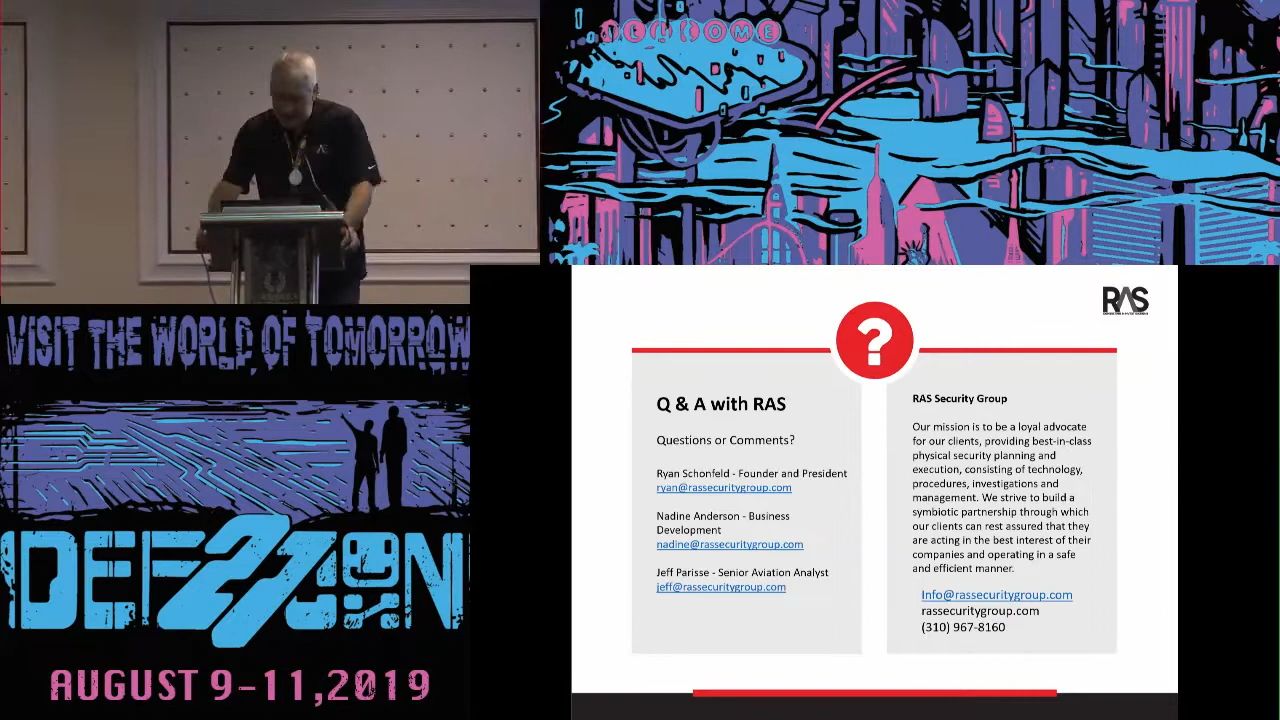 WELCOME
VISIT THE WORLD OF TOMORROW
DEFCON
27
AUGUST 9-11,2019
RAS
?
Q & A with RAS
Questions or Comments?
Ryan Schonfeld - Founder and President
ryan@rassecuritygroup.com
Nadine Anderson - Business
Development
nadine@rassecuritygroup.com
Jeff Parisse - Senior Aviation Analyst
jeff@rassecuritygroup.com
RAS Security Group
Our mission is to be a loyal advocate
for our clients, providing best-in-class
physical security planning and
execution, consisting of technology,
procedures, investigations and
management. We strive to build a
symbiotic partnership through which
our clients can rest assured that they
are acting in the best interest of their
companies and operating in a safe
and efficient manner.
Info@rassecuritygroup.com
rassecuritygroup.com
(310) 967-8160